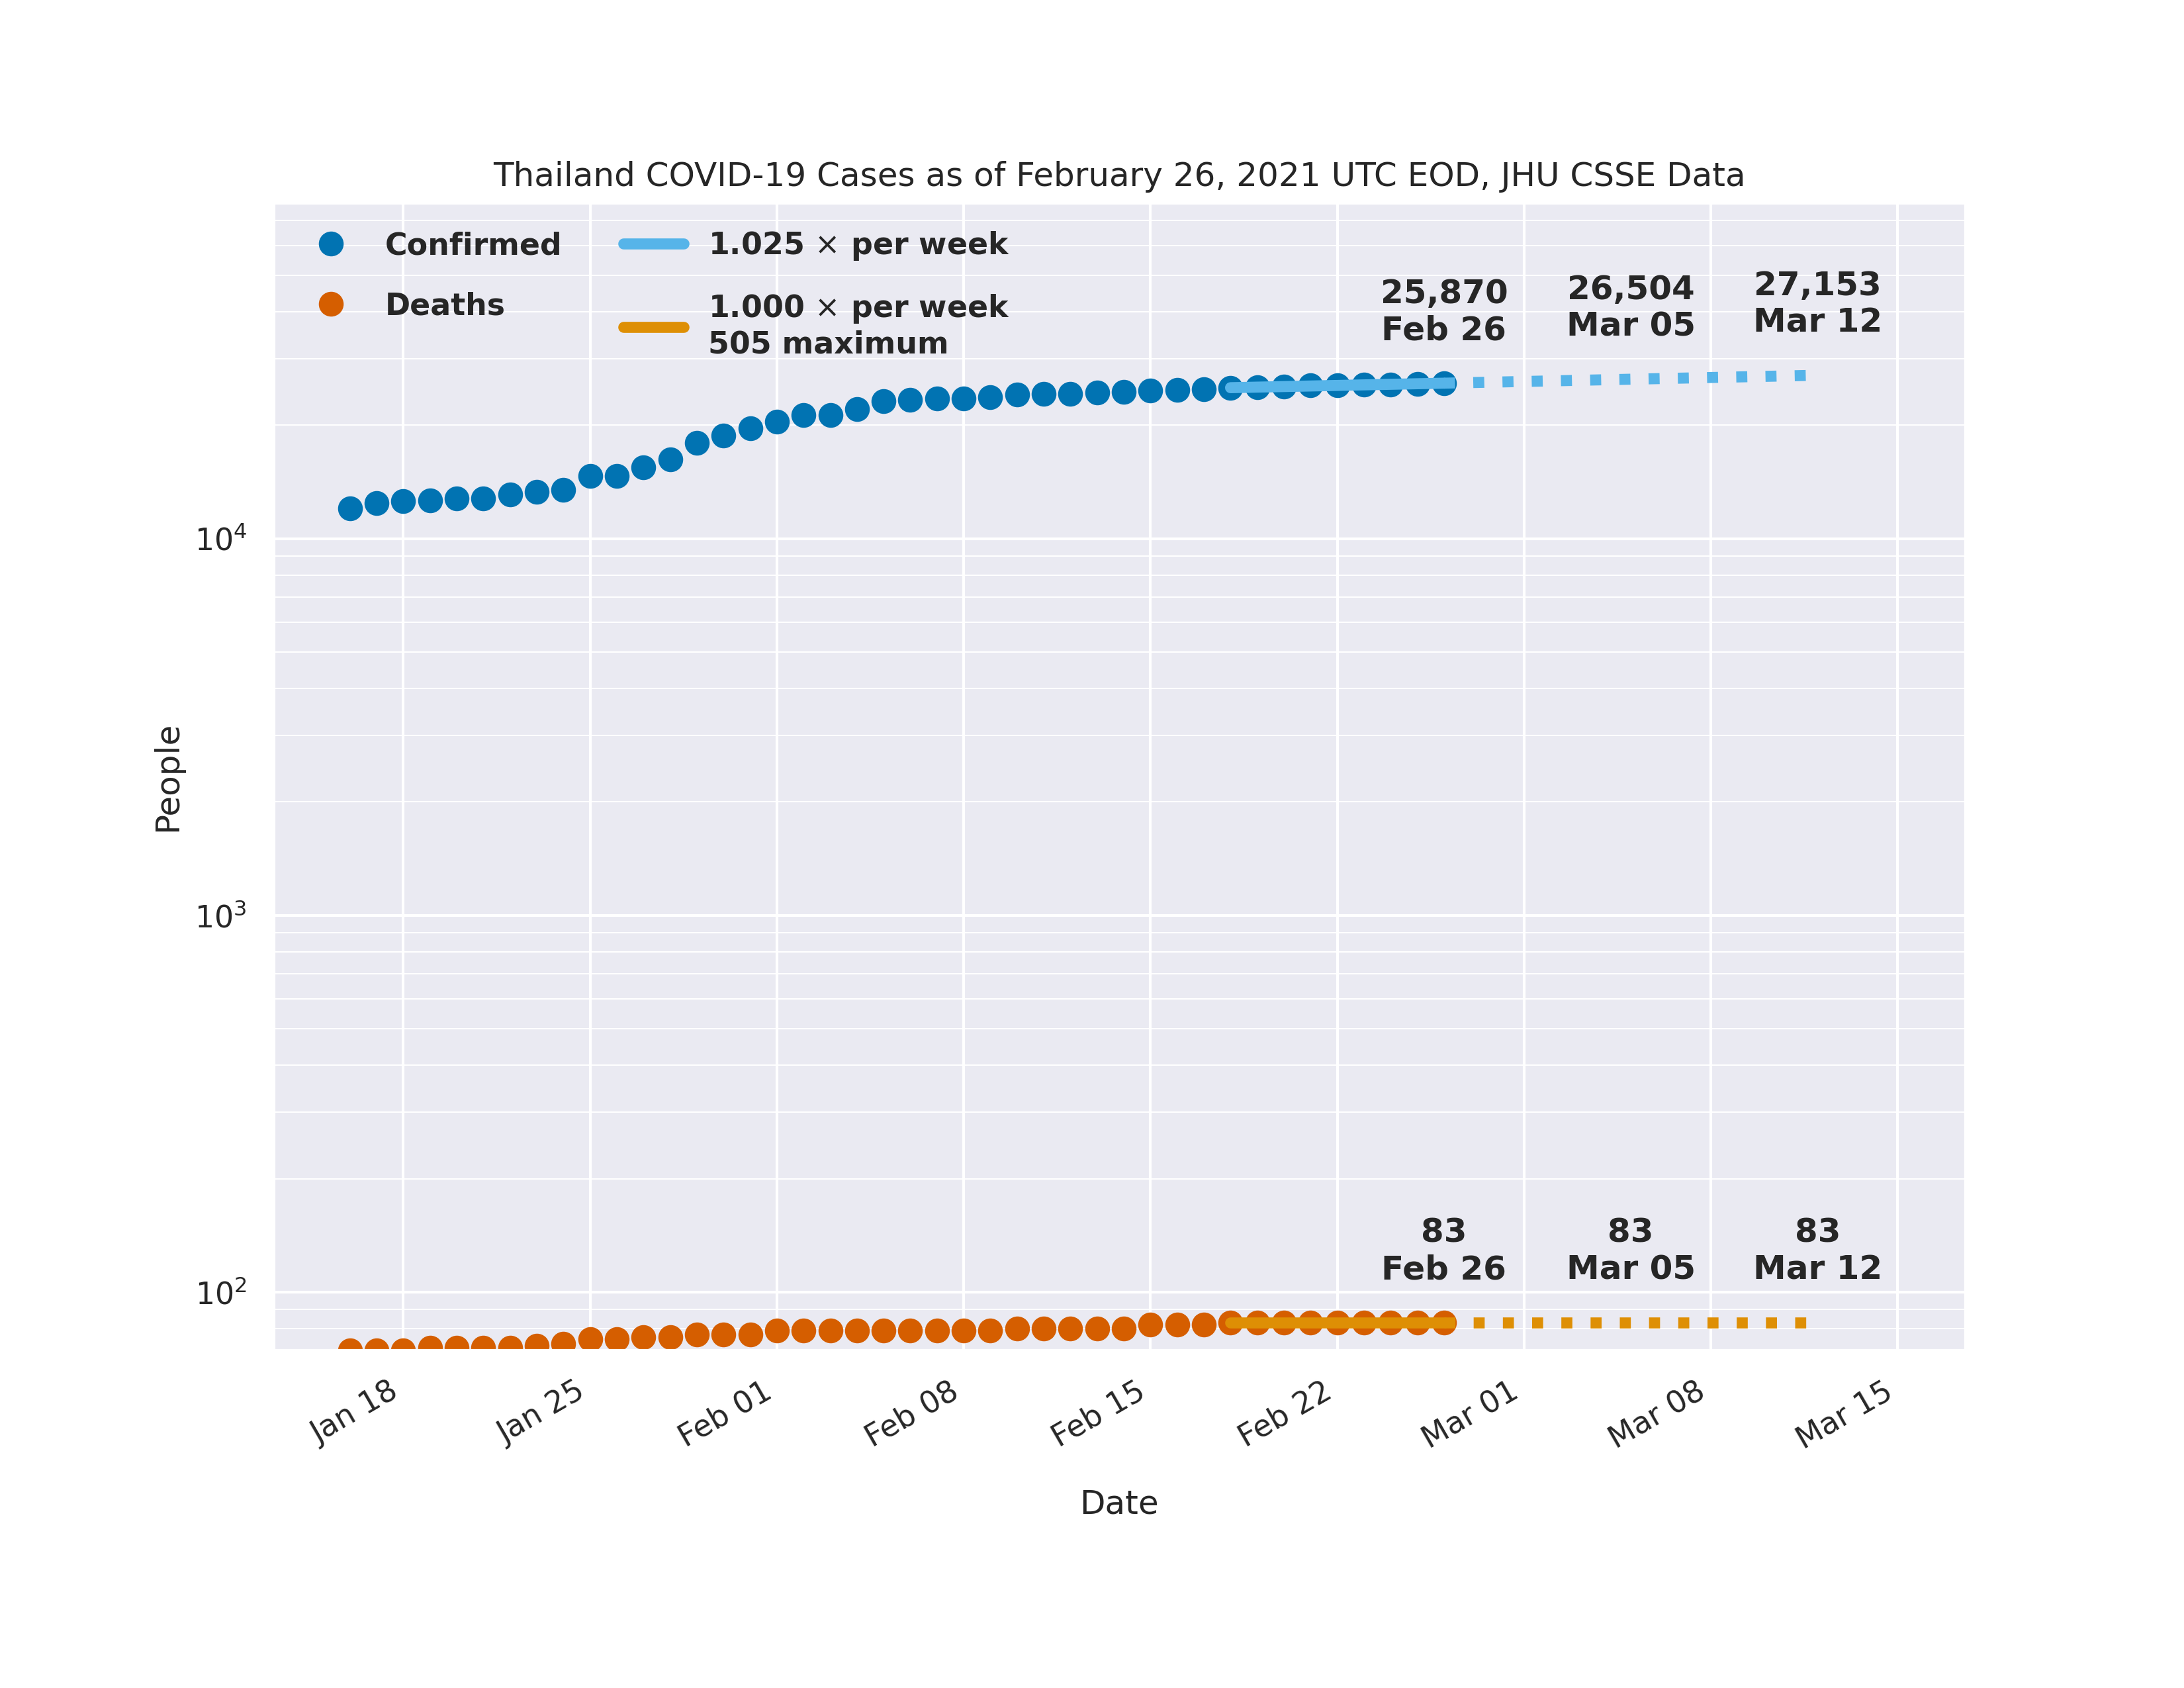 Thailand COVID-19 Cases as of February 26, 2021 UTC EOD, JHU CSSE Data
Confirmed
Deaths
1.025 × per week
1.000 × per week
505 maximum
25,870
Feb 26
26,504
Mar 05
27,153
Mar 12
10⁴
10³
10²
People
83
Feb 26
83
Mar 05
83
Mar 12
Jan 18
Jan 25
Feb 01
Feb 08
Feb 15
Feb 22
Mar 01
Mar 08
Mar 15
Date